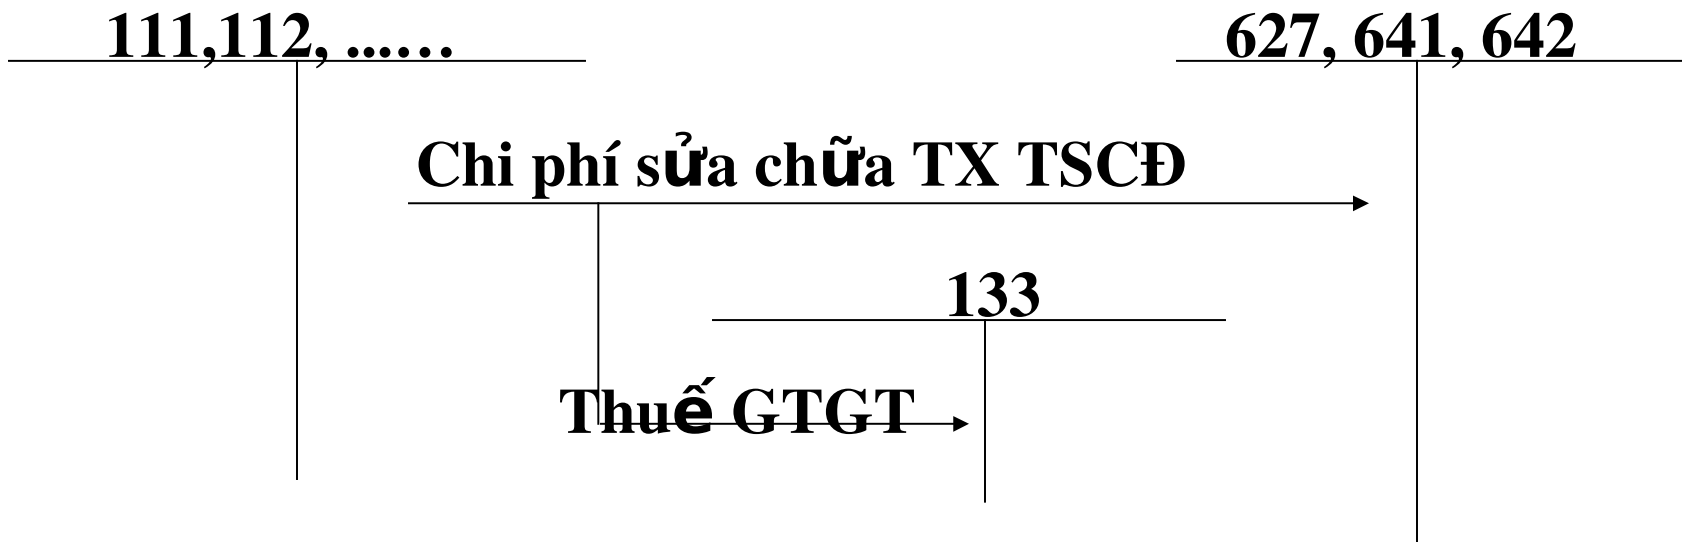 111,112, ...…
627, 641, 642
Chi phí sửa chữa TX TSCĐ
133
Thuế GTGT